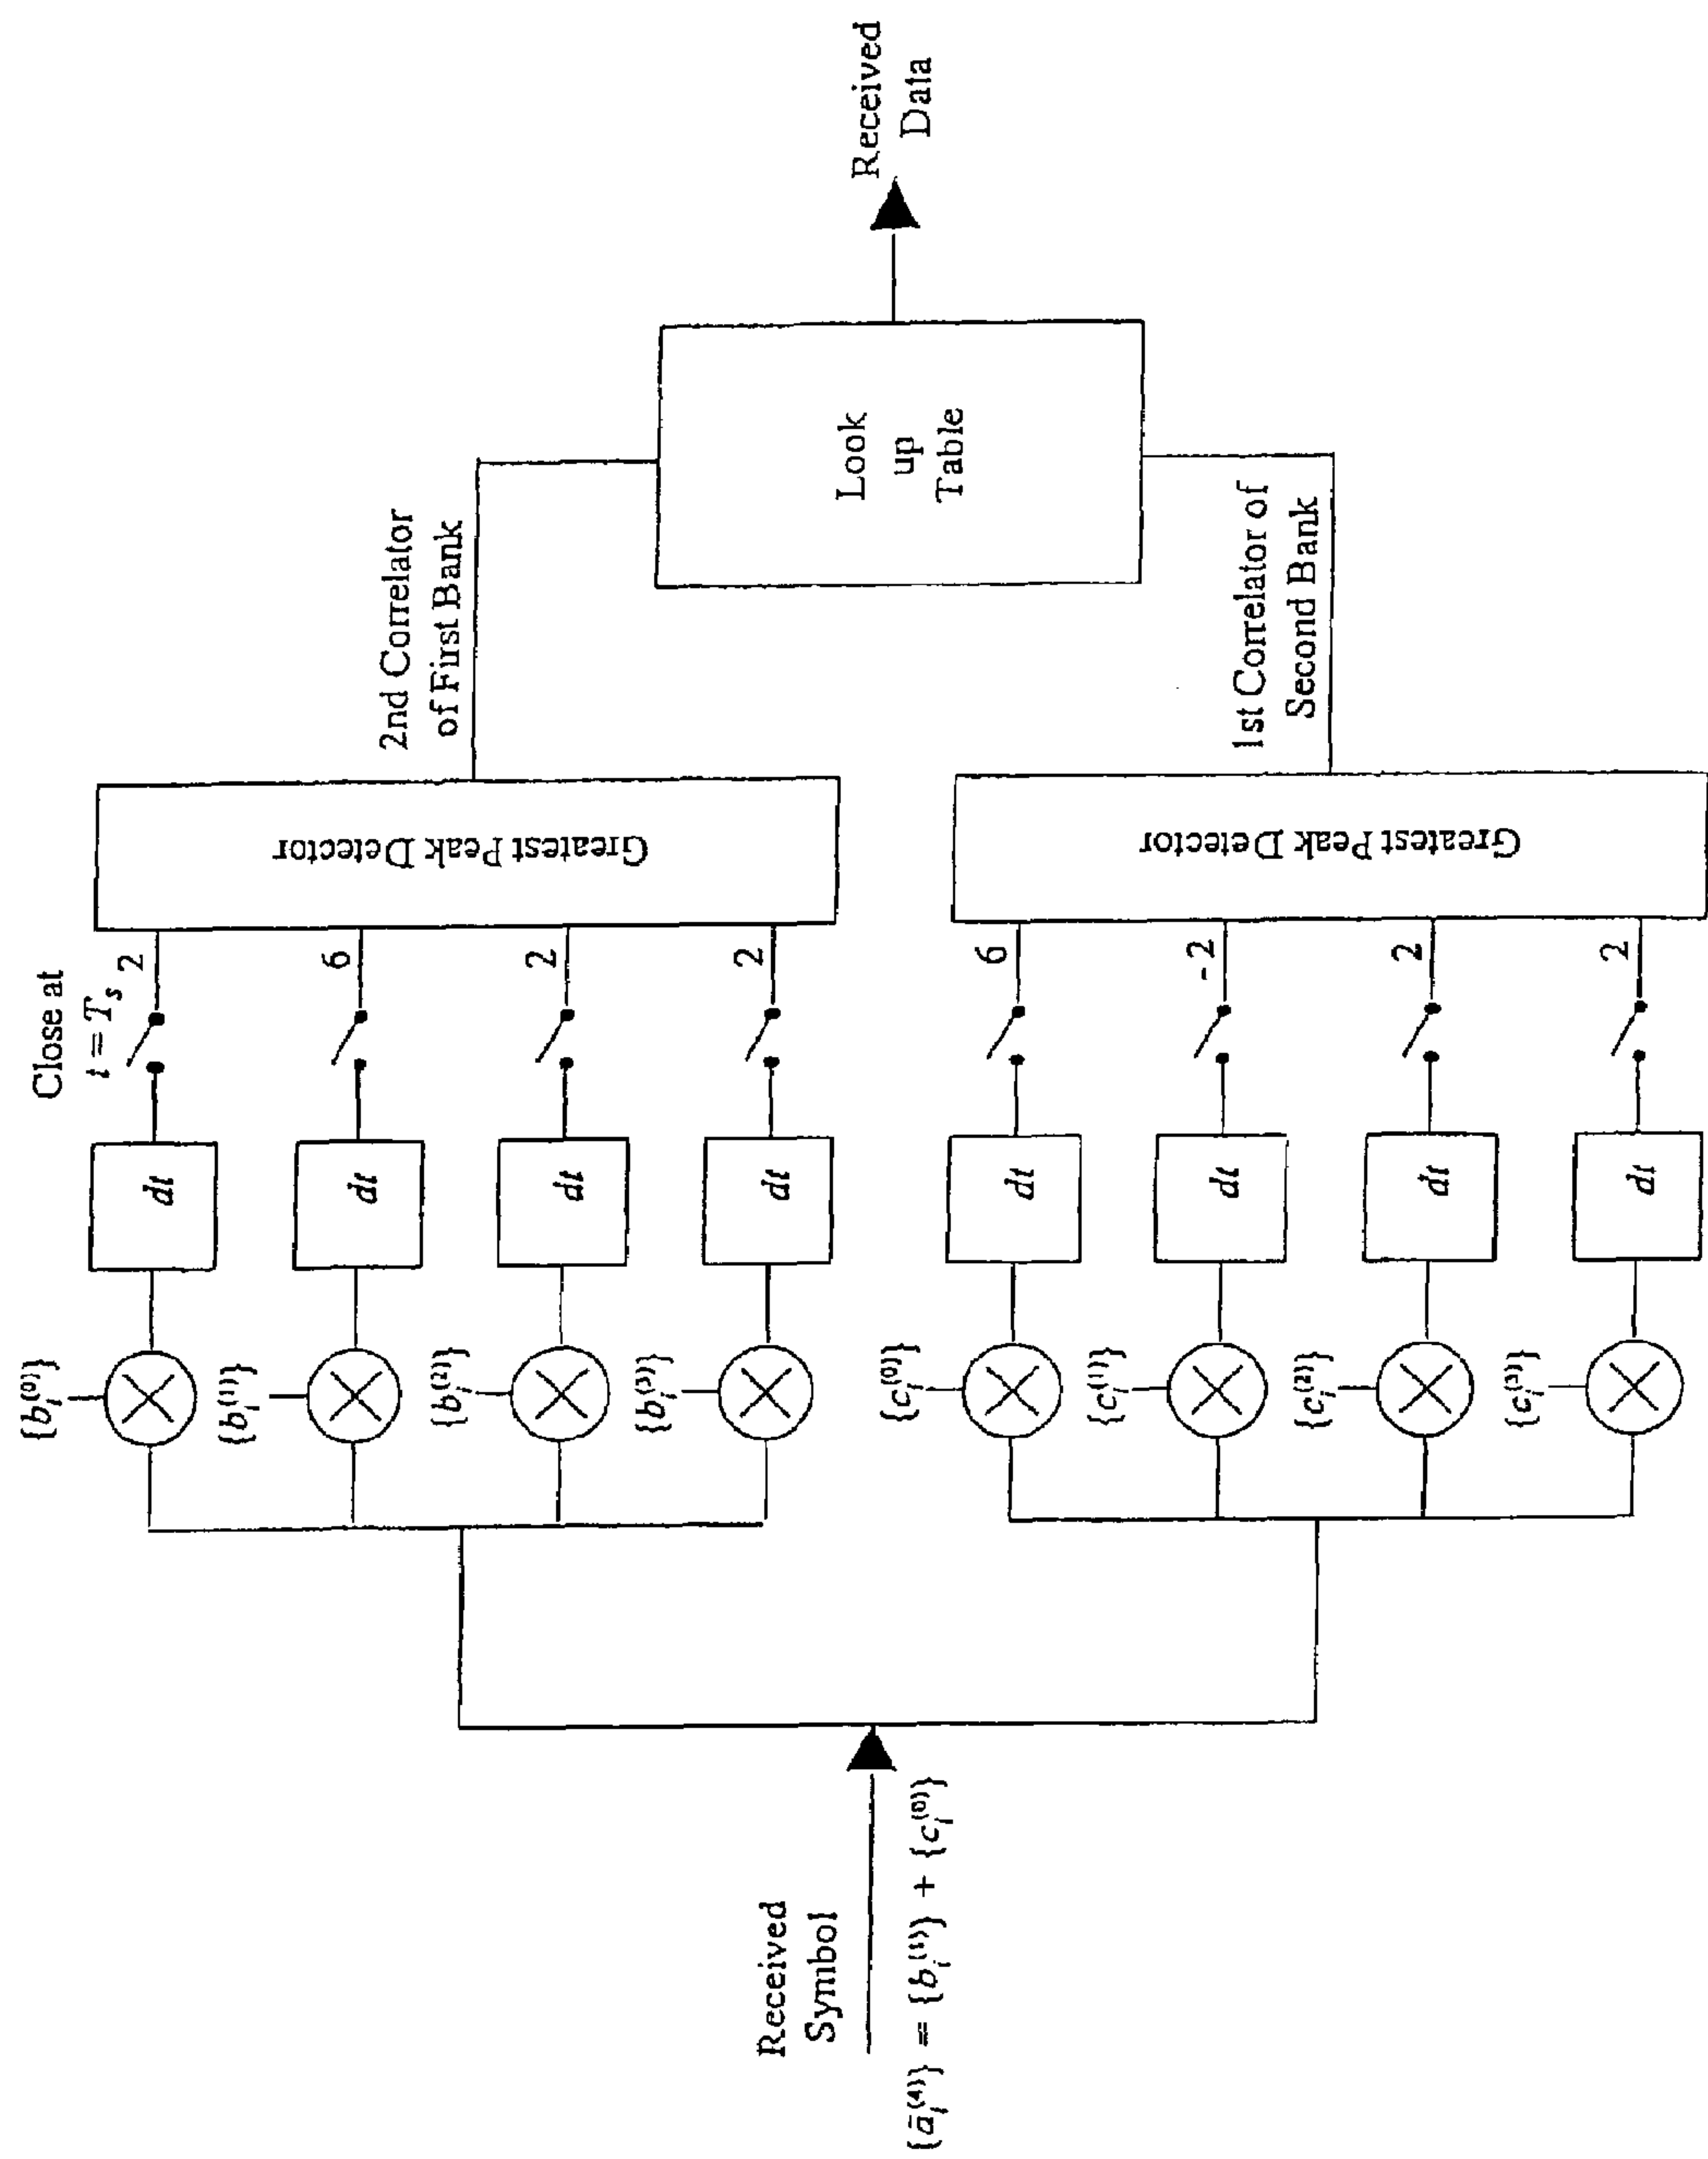 Received
Symbol
{ā_i^(4)} = {b_i^(1)} + {c_i^(0)}
{b_i^(0)}
{b_i^(1)}
{b_i^(2)}
{b_i^(3)}
dt
dt
dt
dt
Close at
t = T_s
2
6
2
2
Greatest Peak Detector
2nd Correlator
of First Bank
{c_i^(0)}
{c_i^(1)}
{c_i^(2)}
{c_i^(3)}
dt
dt
dt
dt
6
-2
2
2
Greatest Peak Detector
1st Correlator of
Second Bank
Look
up
Table
Received
Data